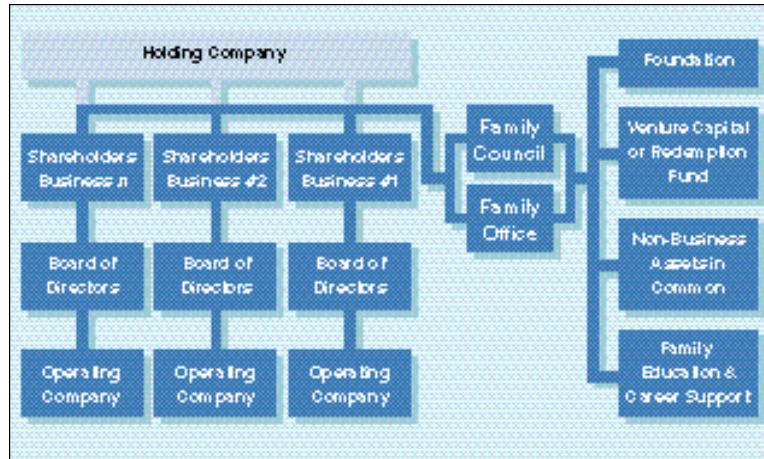 Holding Company
Shareholders
Business n
Shareholders
Business #2
Shareholders
Business #1
Board of
Directors
Board of
Directors
Board of
Directors
Operating
Company
Operating
Company
Operating
Company
Family
Council
Family
Office
Foundation
Venture Capital
or Redemption
Fund
Non-Business
Assets in
Common
Family
Education &
Career Support